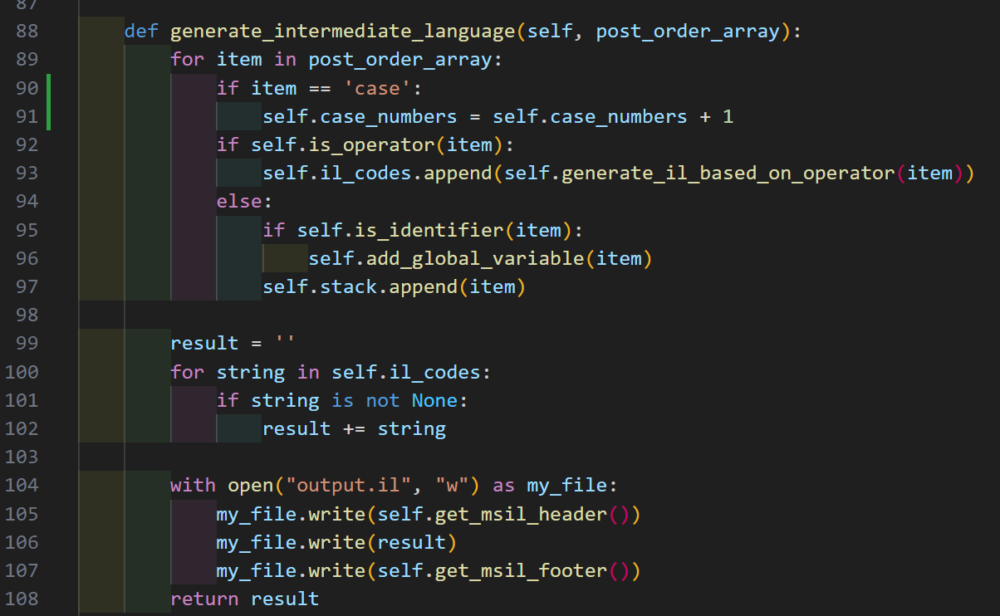 87
88 def generate_intermediate_language(self, post_order_array):
89 for item in post_order_array:
90 if item == 'case':
91 self.case_numbers = self.case_numbers + 1
92 if self.is_operator(item):
93 self.il_codes.append(self.generate_il_based_on_operator(item))
94 else:
95 if self.is_identifier(item):
96 self.add_global_variable(item)
97 self.stack.append(item)
98
99 result = ''
100 for string in self.il_codes:
101 if string is not None:
102 result += string
103
104 with open("output.il", "w") as my_file:
105 my_file.write(self.get_msil_header())
106 my_file.write(result)
107 my_file.write(self.get_msil_footer())
108 return result